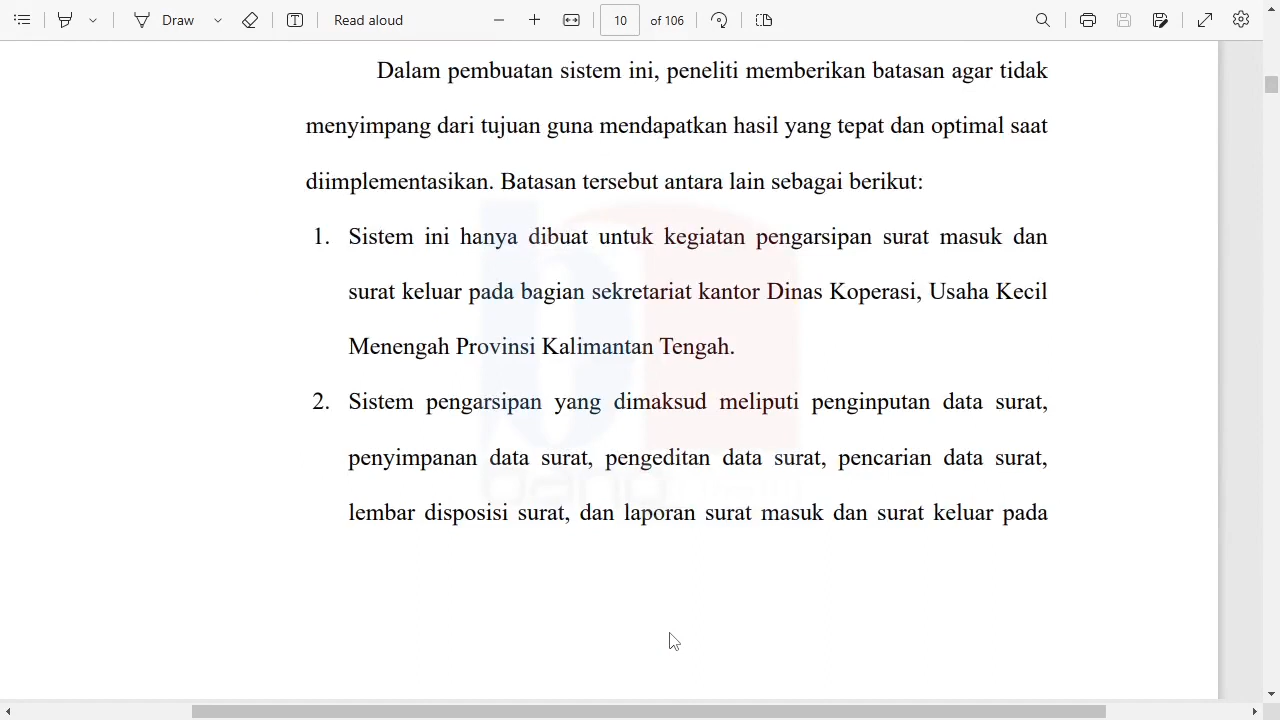 Draw
Read aloud
10 of 106
Dalam pembuatan sistem ini, peneliti memberikan batasan agar tidak
menyimpang dari tujuan guna mendapatkan hasil yang tepat dan optimal saat
diimplementasikan. Batasan tersebut antara lain sebagai berikut:
1. Sistem ini hanya dibuat untuk kegiatan pengarsipan surat masuk dan
surat keluar pada bagian sekretariat kantor Dinas Koperasi, Usaha Kecil
Menengah Provinsi Kalimantan Tengah.
2. Sistem pengarsipan yang dimaksud meliputi penginputan data surat,
penyimpanan data surat, pengeditan data surat, pencarian data surat,
lembar disposisi surat, dan laporan surat masuk dan surat keluar pada